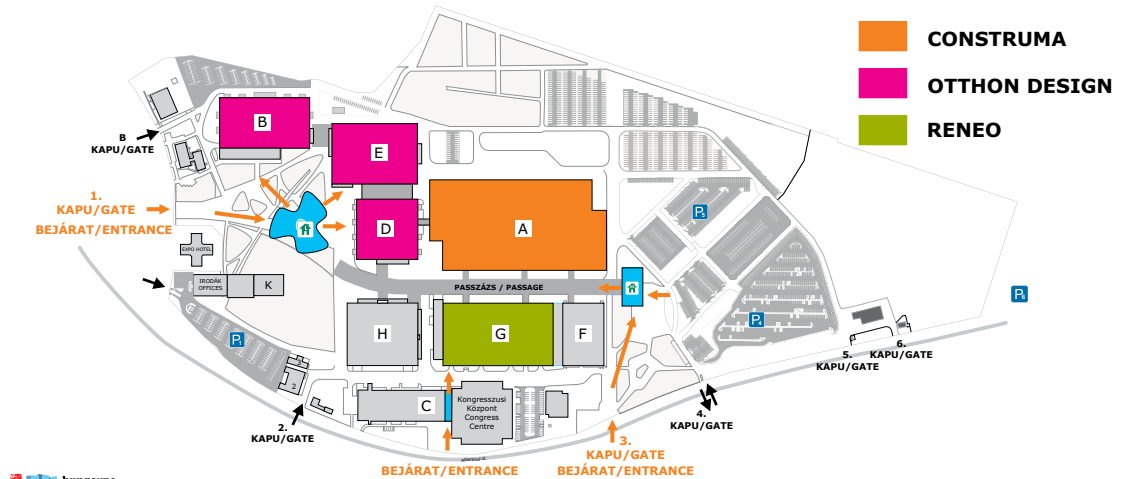 CONSTRUMA
OTTHON DESIGN
RENEO
B
KAPU/GATE
B
E
1.
KAPU/GATE
BEJÁRAT/ENTRANCE
D
A
P5
EXPO HOTEL
IRODÁK
OFFICES
K
PASSZÁZS / PASSAGE
P6
P1
P4
H
G
F
5.
KAPU/GATE
6.
KAPU/GATE
2
C
Kongresszusi
Központ
Congress
Centre
2.
KAPU/GATE
4.
KAPU/GATE
3.
KAPU/GATE
BEJÁRAT/ENTRANCE
BEJÁRAT/ENTRANCE